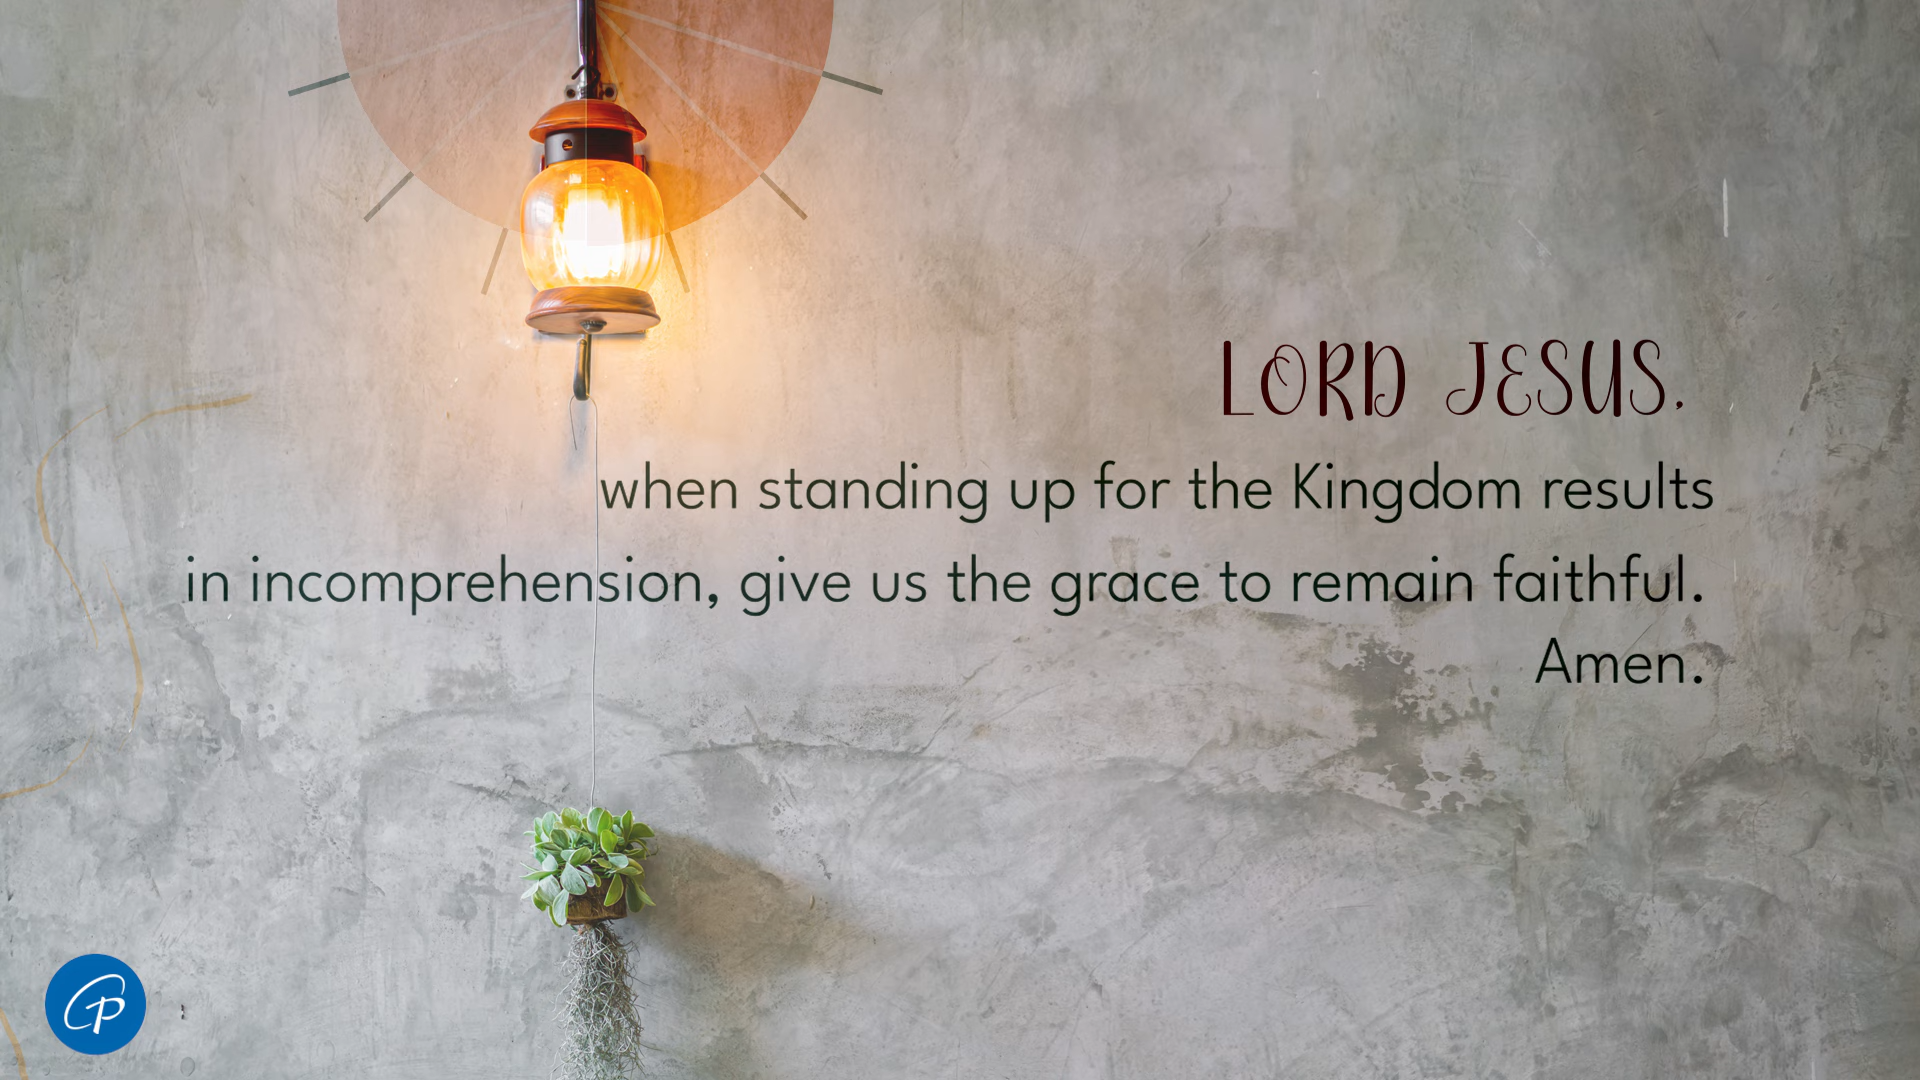 LORD JESUS,
when standing up for the Kingdom results
in incomprehension, give us the grace to remain faithful.
Amen.
CP